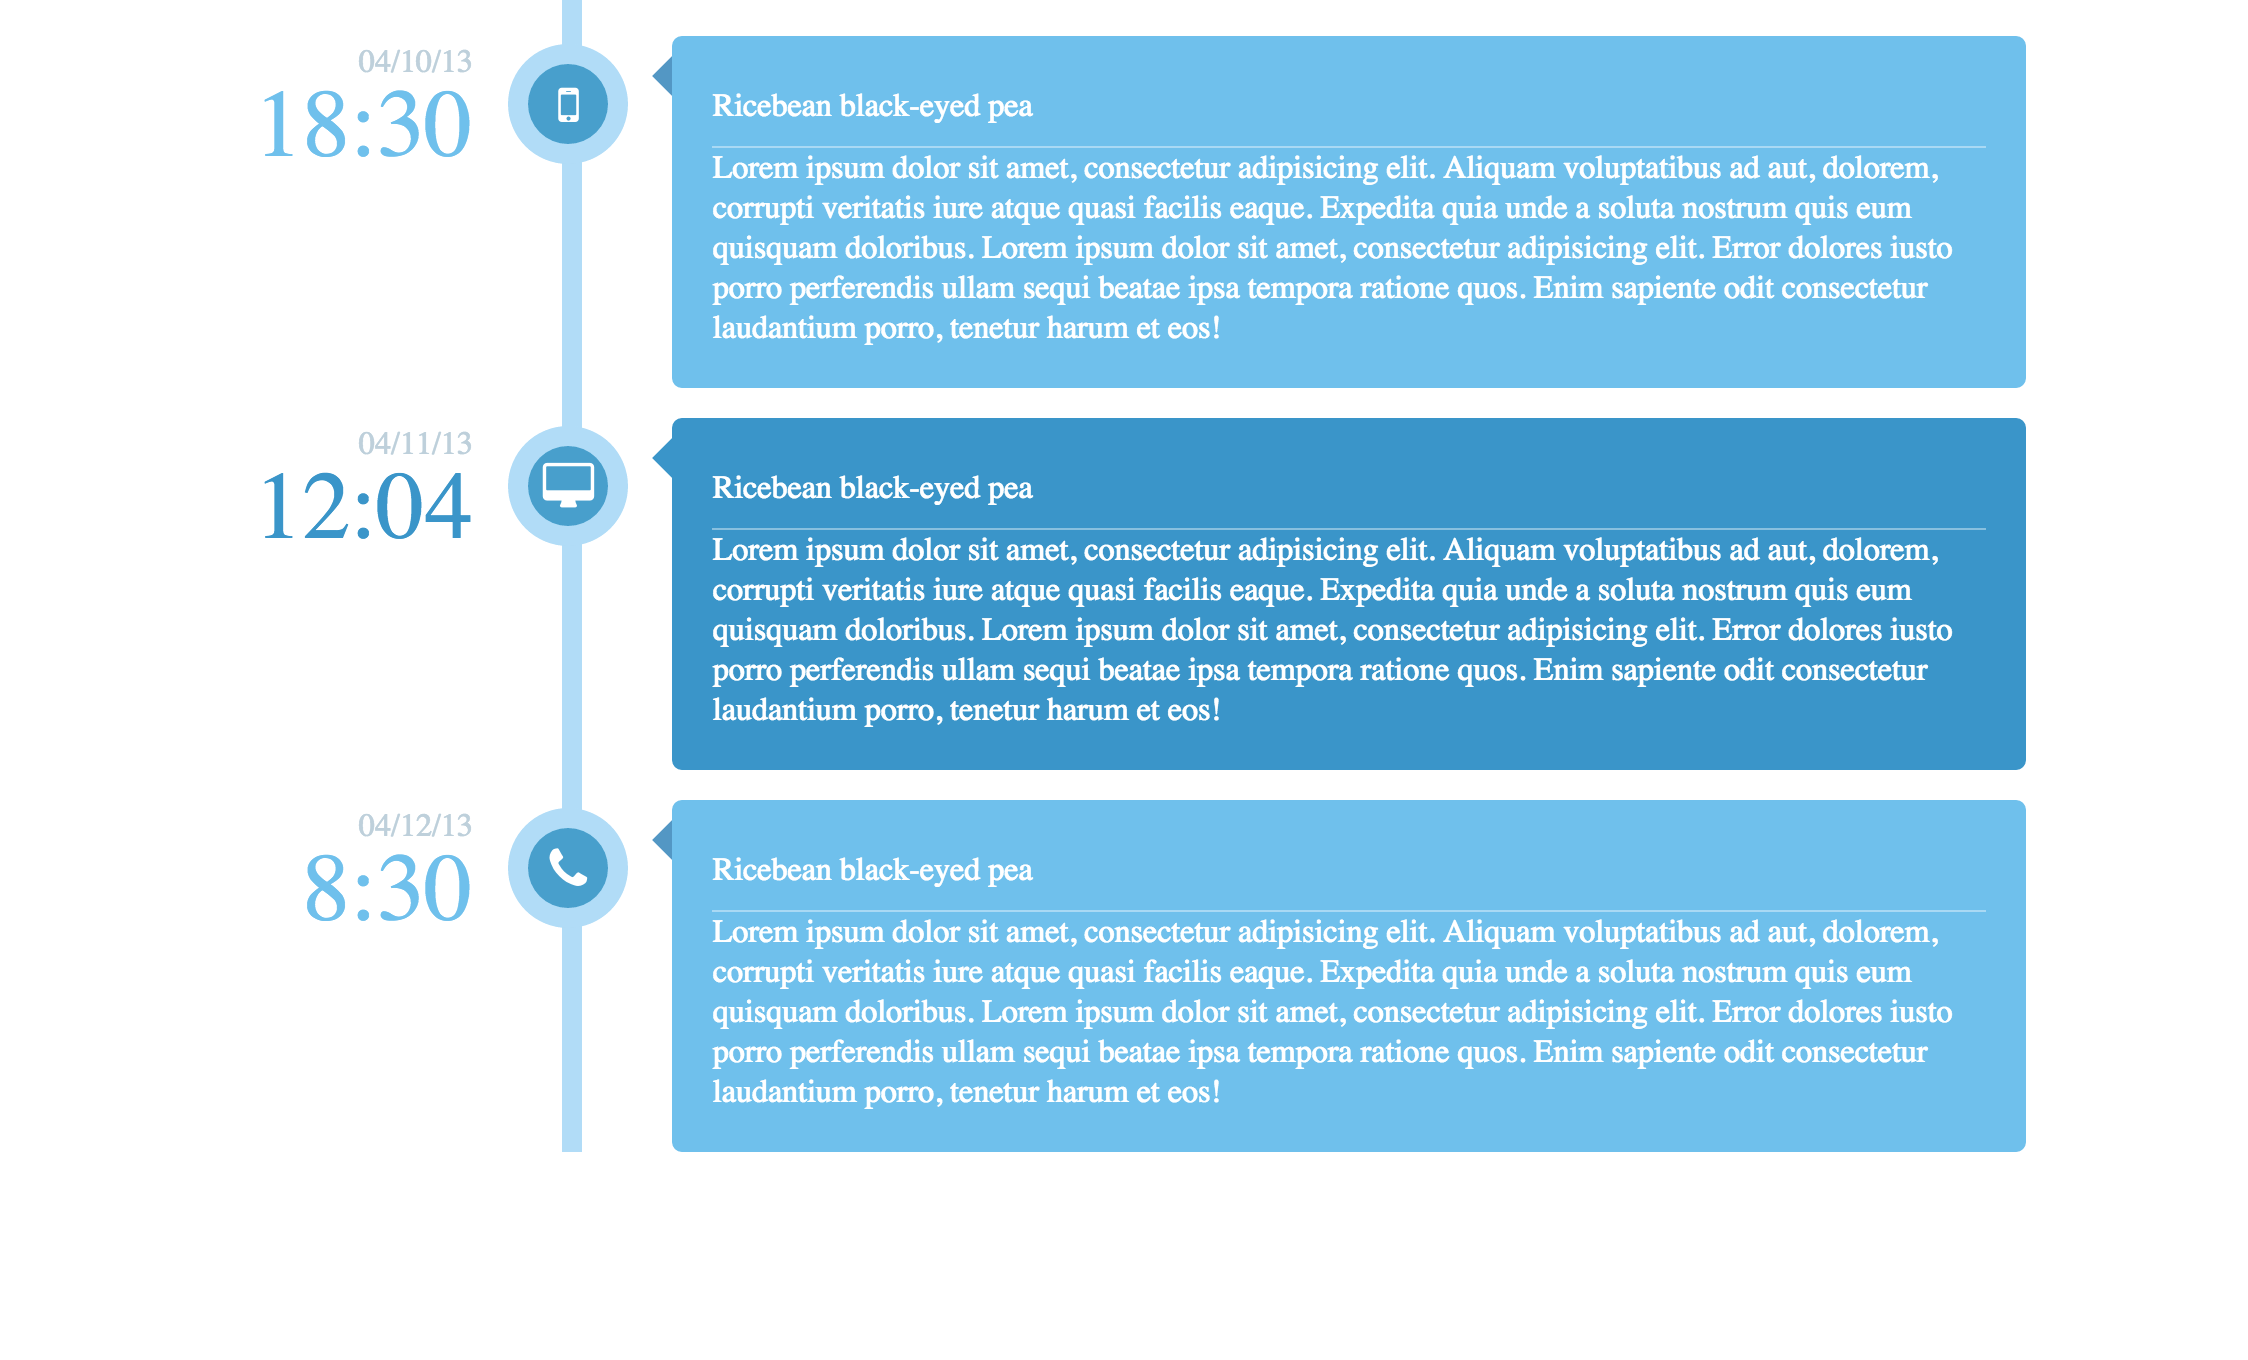 04/10/13
18:30
Ricebean black-eyed pea
Lorem ipsum dolor sit amet, consectetur adipisicing elit. Aliquam voluptatibus ad aut, dolorem,
corrupti veritatis iure atque quasi facilis eaque. Expedita quia unde a soluta nostrum quis eum
quisquam doloribus. Lorem ipsum dolor sit amet, consectetur adipisicing elit. Error dolores iusto
porro perferendis ullam sequi beatae ipsa tempora ratione quos. Enim sapiente odit consectetur
laudantium porro, tenetur harum et eos!
04/11/13
12:04
Ricebean black-eyed pea
Lorem ipsum dolor sit amet, consectetur adipisicing elit. Aliquam voluptatibus ad aut, dolorem,
corrupti veritatis iure atque quasi facilis eaque. Expedita quia unde a soluta nostrum quis eum
quisquam doloribus. Lorem ipsum dolor sit amet, consectetur adipisicing elit. Error dolores iusto
porro perferendis ullam sequi beatae ipsa tempora ratione quos. Enim sapiente odit consectetur
laudantium porro, tenetur harum et eos!
04/12/13
8:30
Ricebean black-eyed pea
Lorem ipsum dolor sit amet, consectetur adipisicing elit. Aliquam voluptatibus ad aut, dolorem,
corrupti veritatis iure atque quasi facilis eaque. Expedita quia unde a soluta nostrum quis eum
quisquam doloribus. Lorem ipsum dolor sit amet, consectetur adipisicing elit. Error dolores iusto
porro perferendis ullam sequi beatae ipsa tempora ratione quos. Enim sapiente odit consectetur
laudantium porro, tenetur harum et eos!